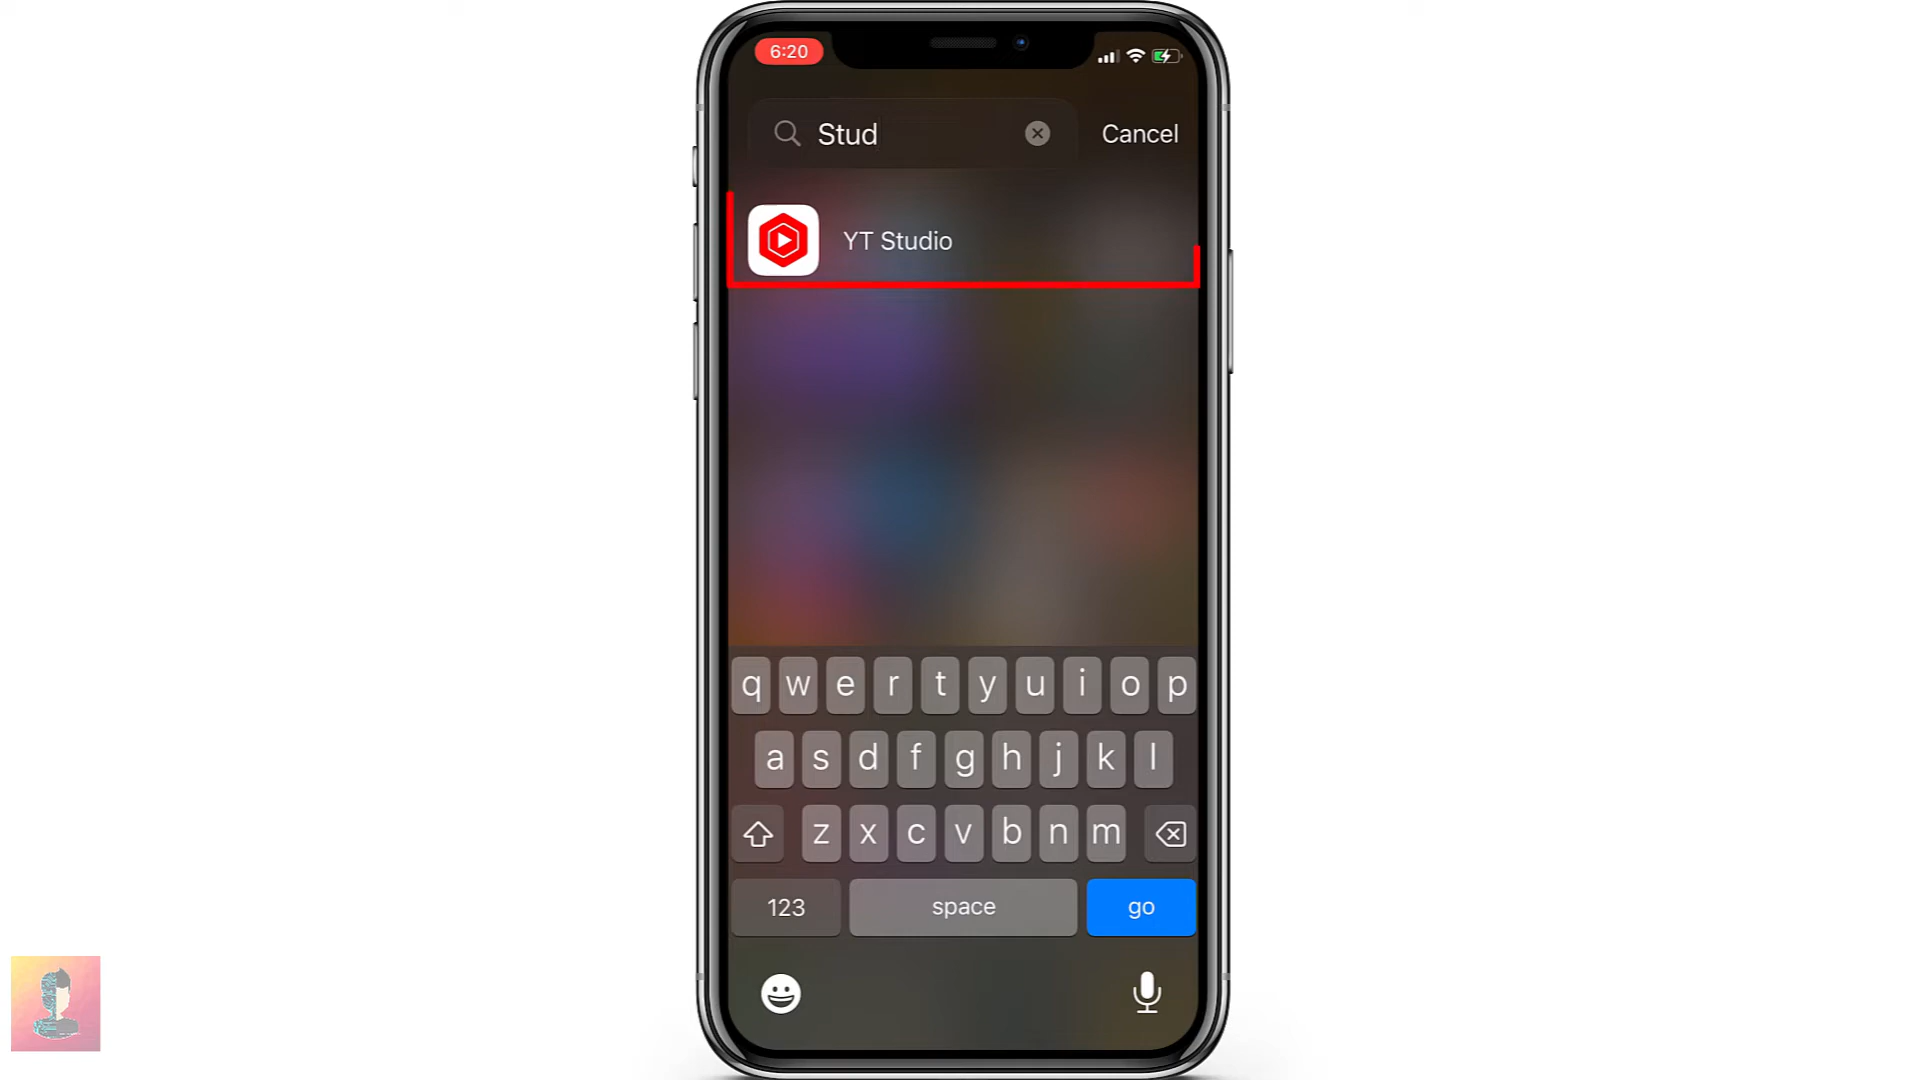 6:20
Stud
Cancel
YT Studio
q w e r t y u i o p
a s d f g h j k l
z x c v b n m
123 space go